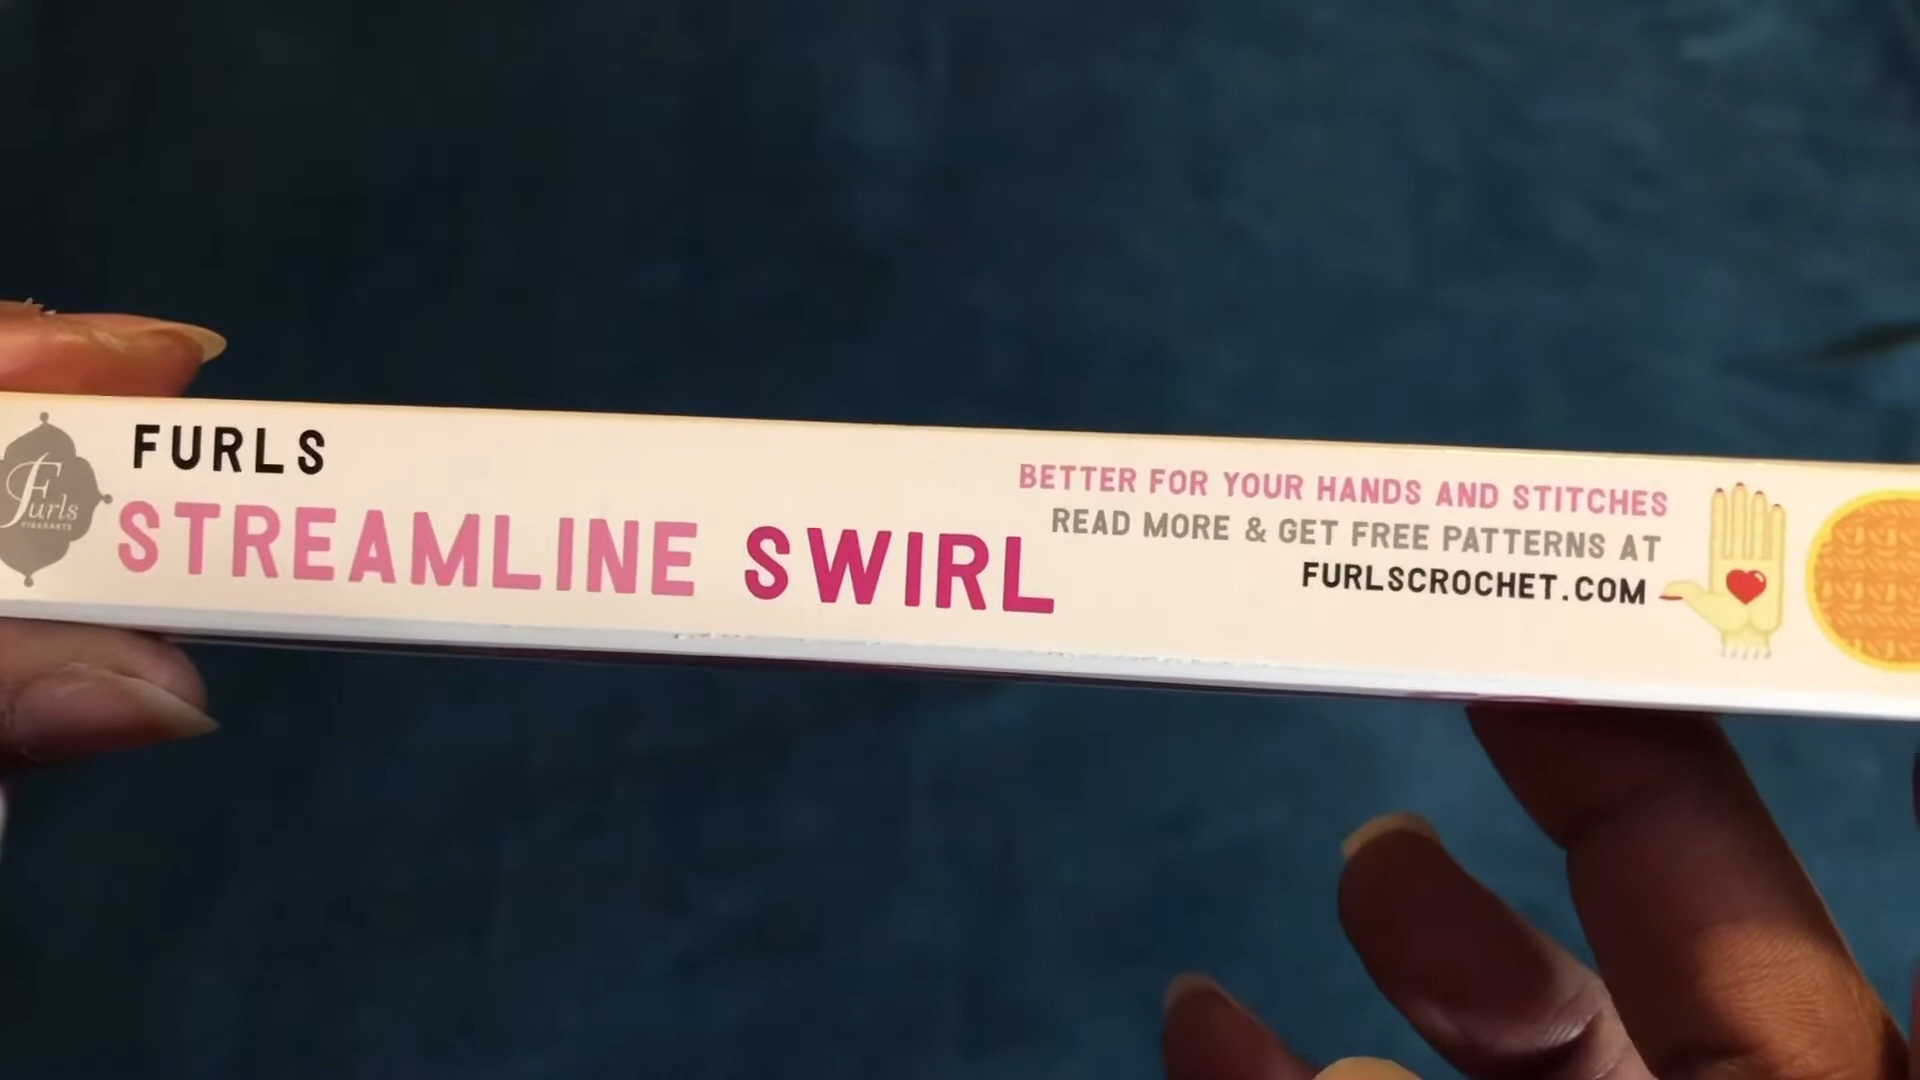 Furls
FURLS
STREAMLINE SWIRL
BETTER FOR YOUR HANDS AND STITCHES
READ MORE & GET FREE PATTERNS AT
FURLSCROCHET.COM